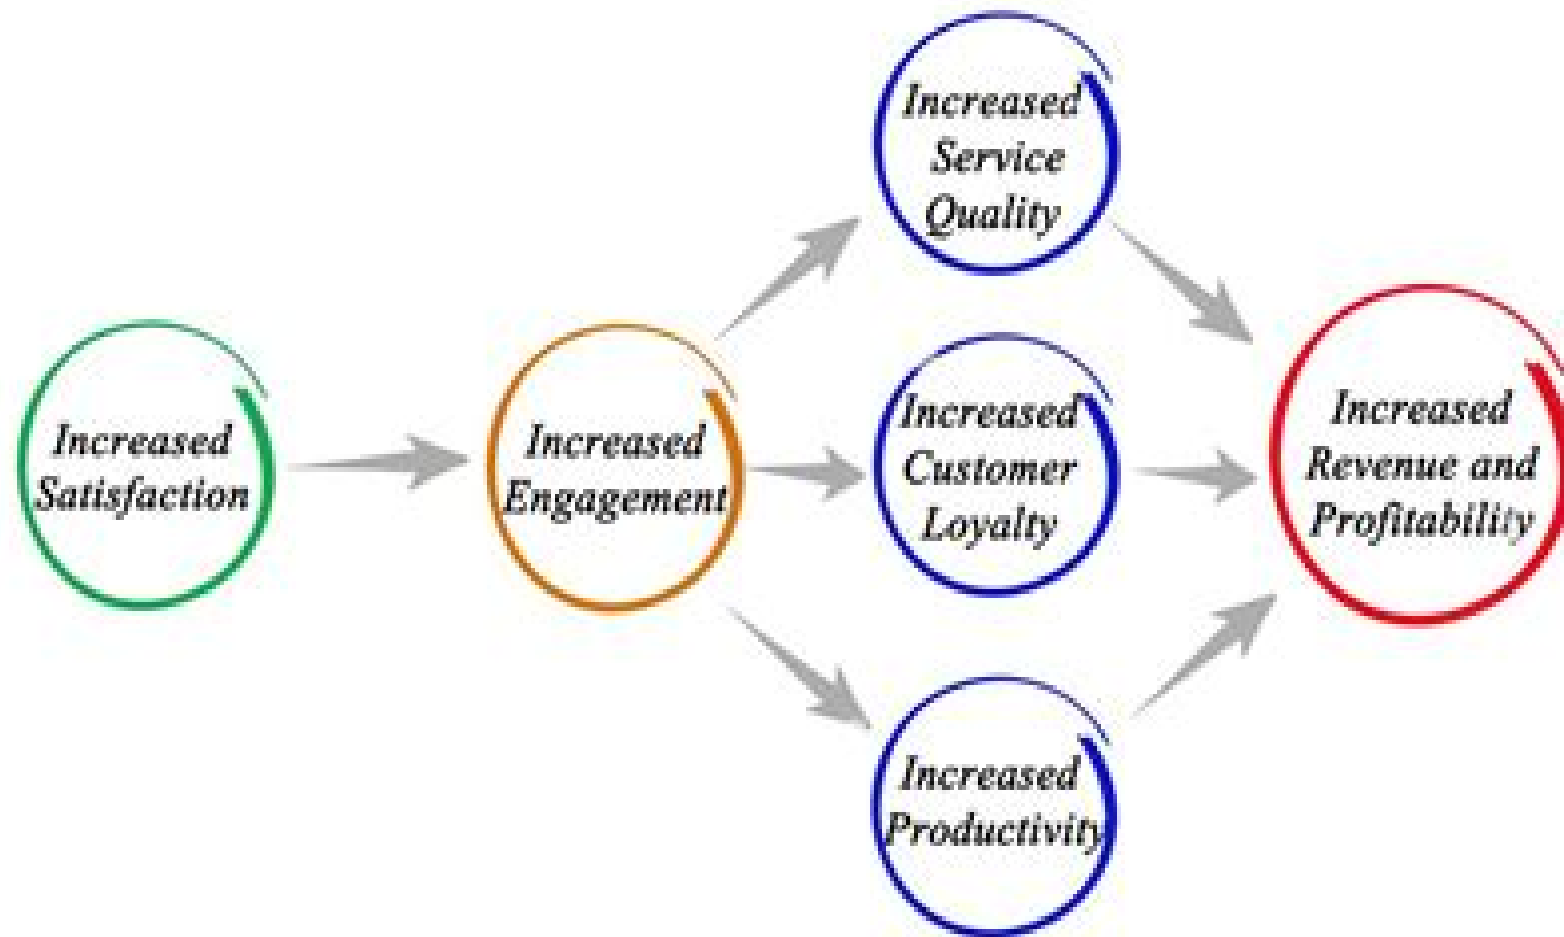 Increased
Satisfaction
Increased
Engagement
Increased
Service
Quality
Increased
Customer
Loyalty
Increased
Productivity
Increased
Revenue and
Profitability